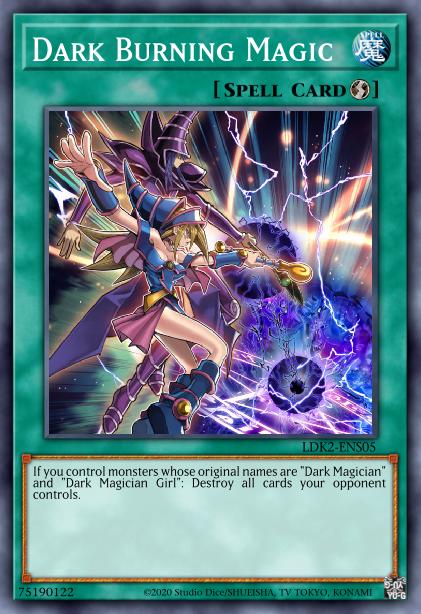 DARK BURNING MAGIC
SPELL
魔
[SPELL CARD]
LDK2-ENS05
If you control monsters whose original names are "Dark Magician"
and "Dark Magician Girl": Destroy all cards your opponent
controls.
75190122
©2020 Studio Dice/SHUEISHA, TV TOKYO, KONAMI